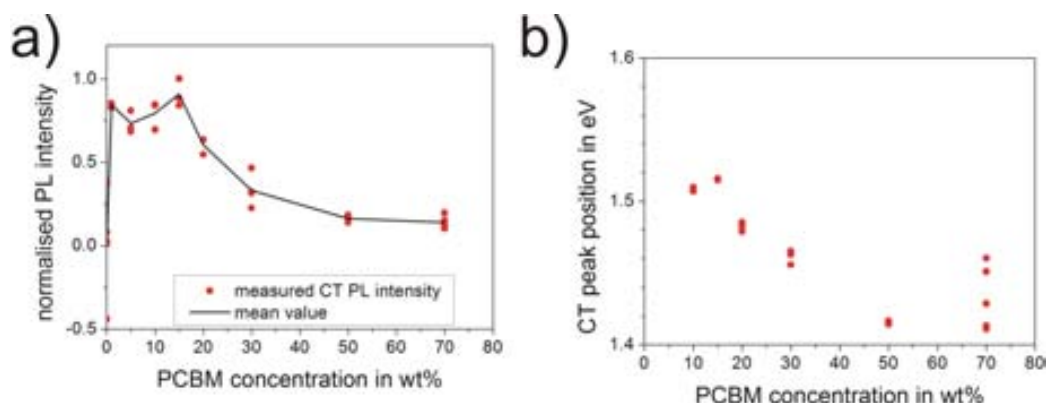 a)
normalised PL intensity
1.0
0.5
0.0
-0.5
measured CT PL intensity
mean value
0 10 20 30 40 50 60 70 80
PCBM concentration in wt%
b)
CT peak position in eV
1.6
1.5
1.4
0 10 20 30 40 50 60 70 80
PCBM concentration in wt%